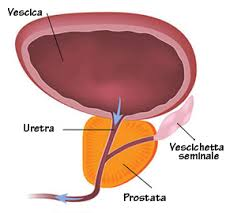 Vescica
Uretra
Vescichetta
seminale
Prostata